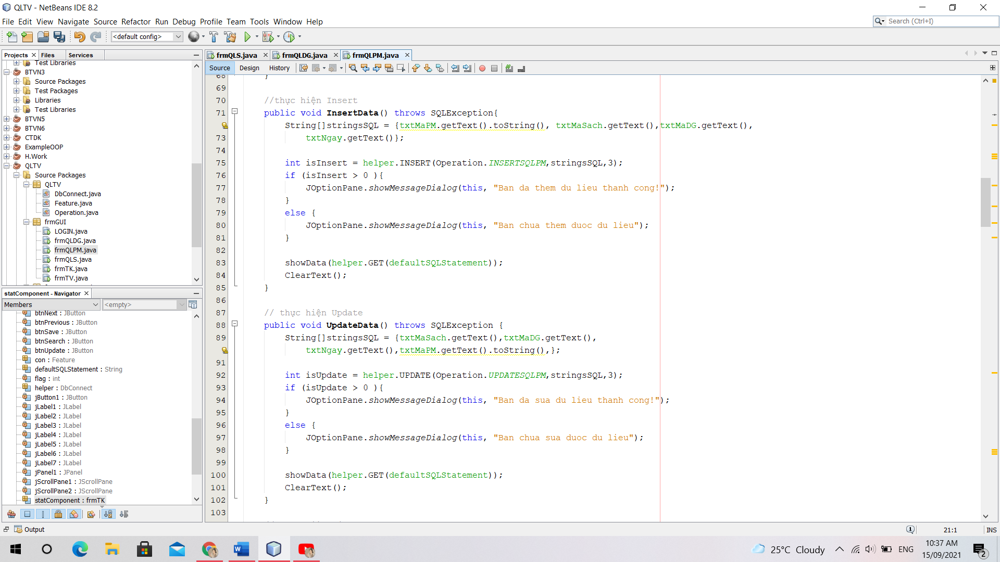 QLTV - NetBeans IDE 8.2
File Edit View Navigate Source Refactor Run Debug Profile Team Tools Window Help
Search (Ctrl+I)
<default config>
Projects Files Services
Test Libraries
BTVN3
Source Packages
Test Packages
Libraries
Test Libraries
BTVN5
BTVN6
CTDK
ExampleOOP
H.Work
QLTV
Source Packages
QLTV
DbConnect.java
Feature.java
Operation.java
frmGUI
LOGIN.java
frmQLDG.java
frmQLPM.java
frmQLS.java
frmTK.java
frmTV.java
statComponent - Navigator
Members
<empty>
btnNext : JButton
btnPrevious : JButton
btnSave : JButton
btnSearch : JButton
btnUpdate : JButton
con : Feature
defaultSQLStatement : String
flag : int
helper : DbConnect
jButton1 : JButton
jLabel1 : JLabel
jLabel2 : JLabel
jLabel3 : JLabel
jLabel4 : JLabel
jLabel5 : JLabel
jLabel6 : JLabel
jLabel7 : JLabel
jPanel1 : JPanel
jScrollPane1 : JScrollPane
jScrollPane2 : JScrollPane
statComponent : frmTK
frmQLS.java frmQLDG.java frmQLPM.java
Source Design History
68 }
69
70 //thực hiện Insert
71 public void InsertData() throws SQLException{
String[]stringsSQL = {txtMaPM.getText().toString(), txtMaSach.getText(),txtMaDG.getText(),
73 txtNgay.getText()};
74
75 int isInsert = helper.INSERT(Operation.INSERTSQLPM,stringsSQL,3);
76 if (isInsert > 0 ){
77 JOptionPane.showMessageDialog(this, "Ban da them du lieu thanh cong!");
78 }
79 else {
80 JOptionPane.showMessageDialog(this, "Ban chua them duoc du lieu");
81 }
82
83 showData(helper.GET(defaultSQLStatement));
84 ClearText();
85 }
86
87 // thực hiện Update
88 public void UpdateData() throws SQLException {
89 String[]stringsSQL = {txtMaSach.getText(),txtMaDG.getText(),
txtNgay.getText(),txtMaPM.getText().toString(),};
91
92 int isUpdate = helper.UPDATE(Operation.UPDATESQLPM,stringsSQL,3);
93 if (isUpdate > 0 ){
94 JOptionPane.showMessageDialog(this, "Ban da sua du lieu thanh cong!");
95 }
96 else {
97 JOptionPane.showMessageDialog(this, "Ban chua sua duoc du lieu");
98 }
99
100 showData(helper.GET(defaultSQLStatement));
101 ClearText();
102 }
103
Output
1 21:1 INS
25°C Cloudy ENG
10:37 AM
15/09/2021
2